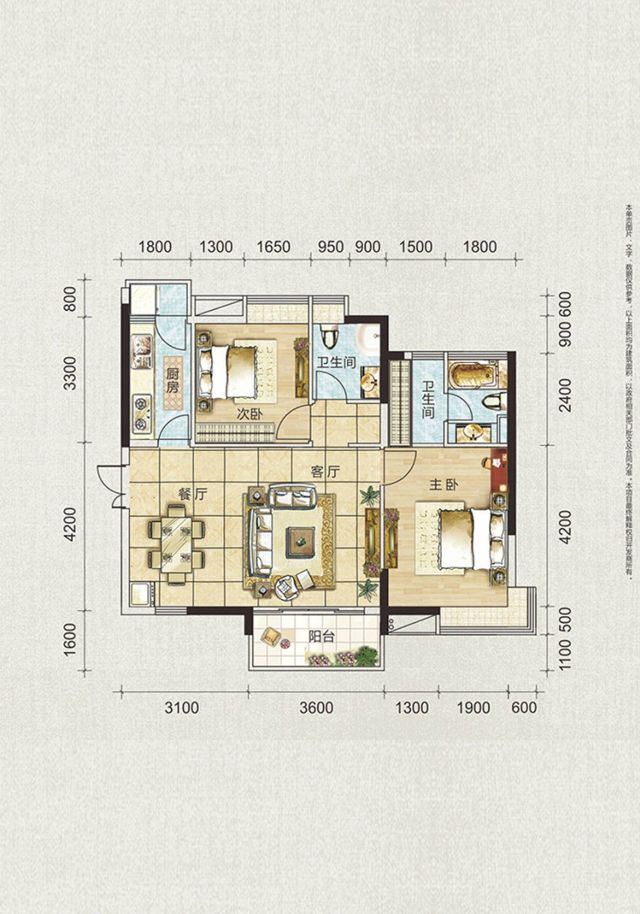 1800 1300 1650 950 900 1500 1800
800
3300
4200
1600
600
900
2400
4200
500
1100
厨房
次卧
卫生间
卫生间
餐厅
客厅
主卧
阳台
3100 3600 1300 1900 600
本单页图片、文字、数据仅供参考，以上面积均为建筑面积，以政府相关部门批文及合同为准，本项目最终解释权归开发商所有。